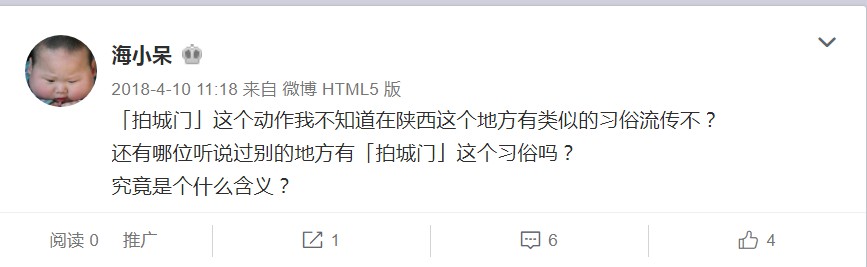 海小呆
2018-4-10 11:18 来自 微博 HTML5 版
「拍城门」这个动作我不知道在陕西这个地方有类似的习俗流传不？
还有哪位听说过别的地方有「拍城门」这个习俗吗？
究竟是个什么含义？
阅读 0 推广 1 6 4